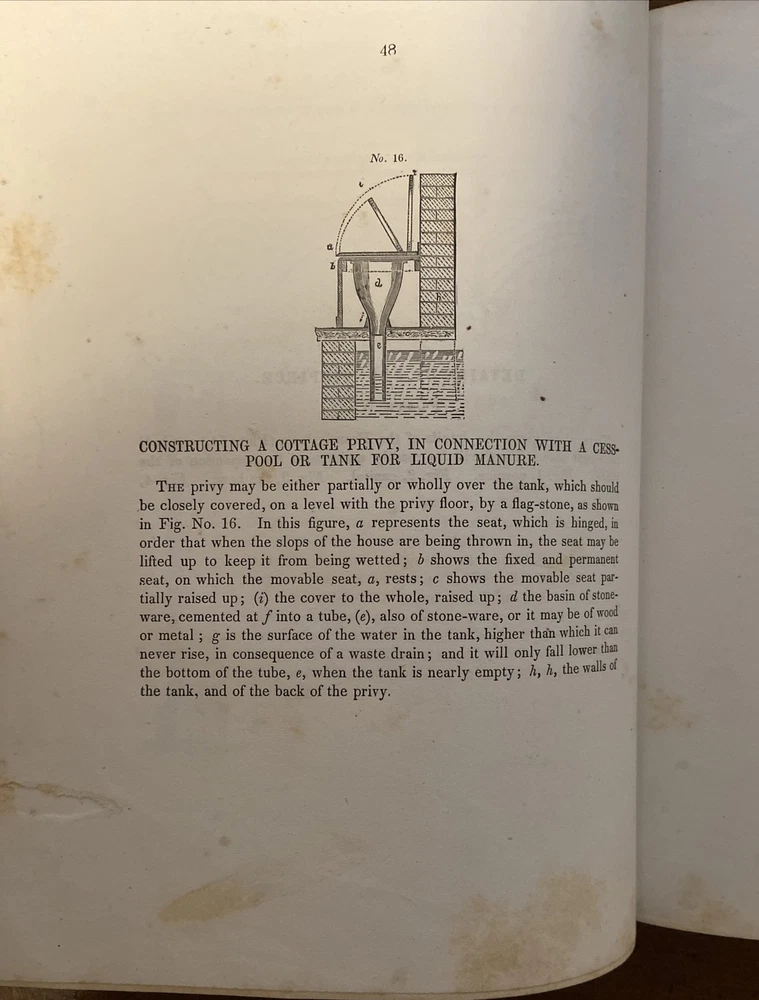 48
No. 16.
a
b
c
d
i
e
h
CONSTRUCTING A COTTAGE PRIVY, IN CONNECTION WITH A CESS-
POOL OR TANK FOR LIQUID MANURE.
THE privy may be either partially or wholly over the tank, which should
be closely covered, on a level with the privy floor, by a flag-stone, as shown
in Fig. No. 16. In this figure, a represents the seat, which is hinged, in
order that when the slops of the house are being thrown in, the seat may be
lifted up to keep it from being wetted; b shows the fixed and permanent
seat, on which the movable seat, a, rests; c shows the movable seat par-
tially raised up; (i) the cover to the whole, raised up; d the basin of stone-
ware, cemented at f into a tube, (e), also of stone-ware, or it may be of wood
or metal; g is the surface of the water in the tank, higher than which it can
never rise, in consequence of a waste drain; and it will only fall lower than
the bottom of the tube, e, when the tank is nearly empty; h, h, the walls of
the tank, and of the back of the privy.